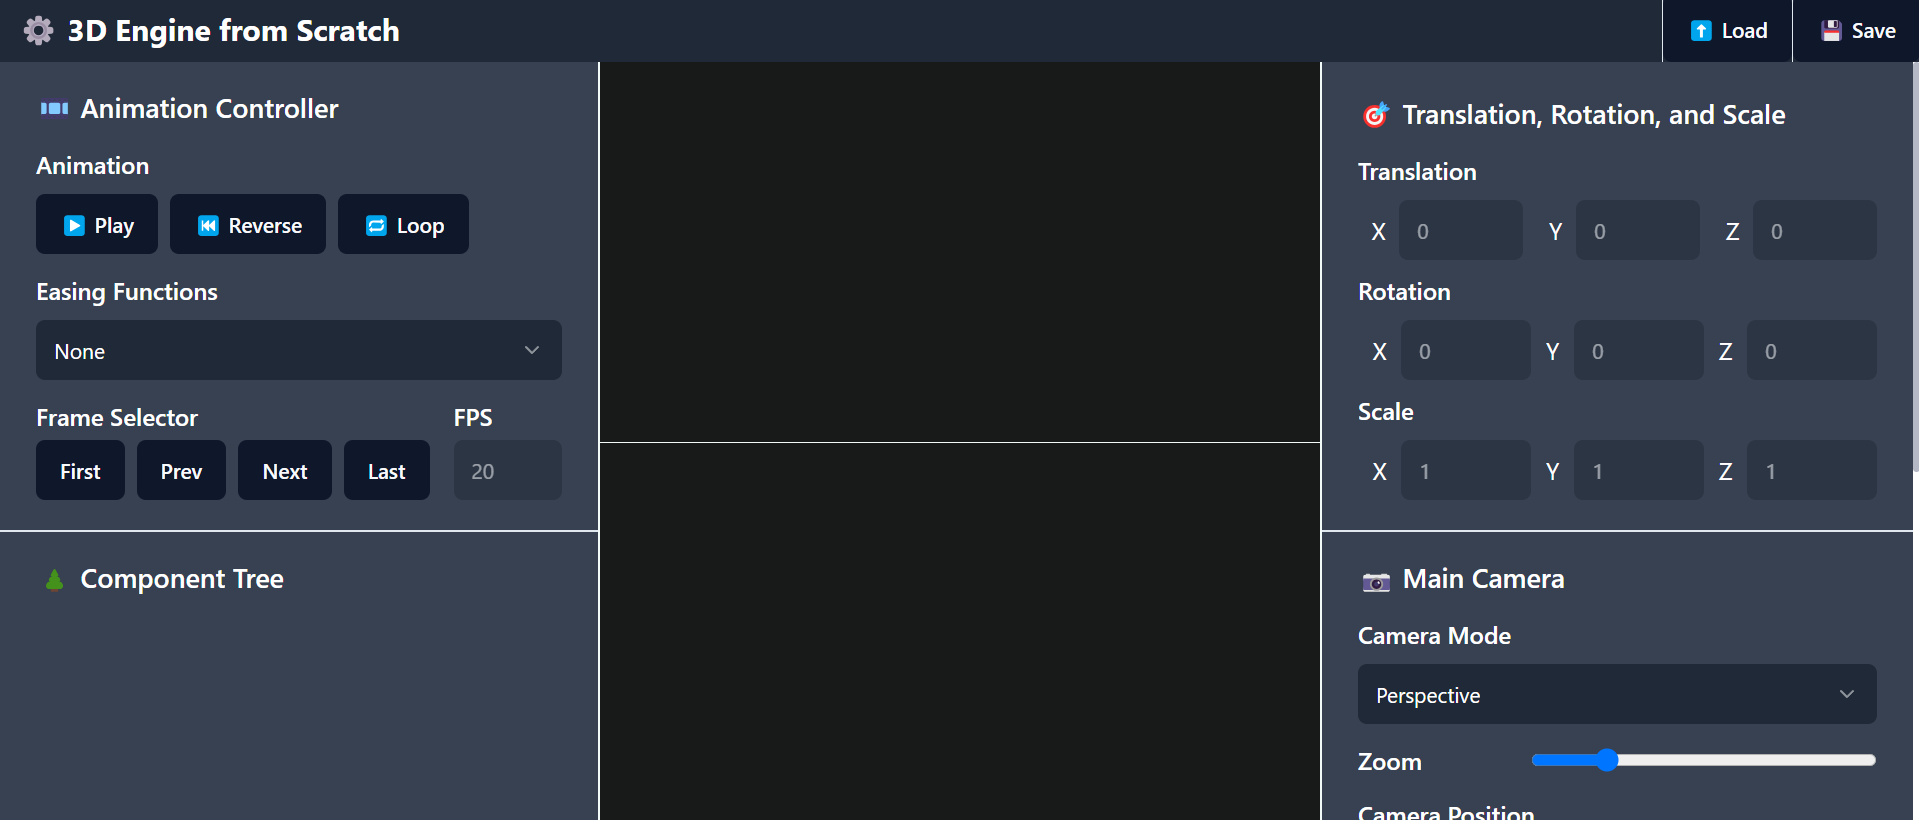 3D Engine from Scratch
Load
Save
Animation Controller
Animation
Play
Reverse
Loop
Easing Functions
None
Frame Selector
FPS
First
Prev
Next
Last
20
Component Tree
Translation, Rotation, and Scale
Translation
X 0 Y 0 Z 0
Rotation
X 0 Y 0 Z 0
Scale
X 1 Y 1 Z 1
Main Camera
Camera Mode
Perspective
Zoom
Camera Position